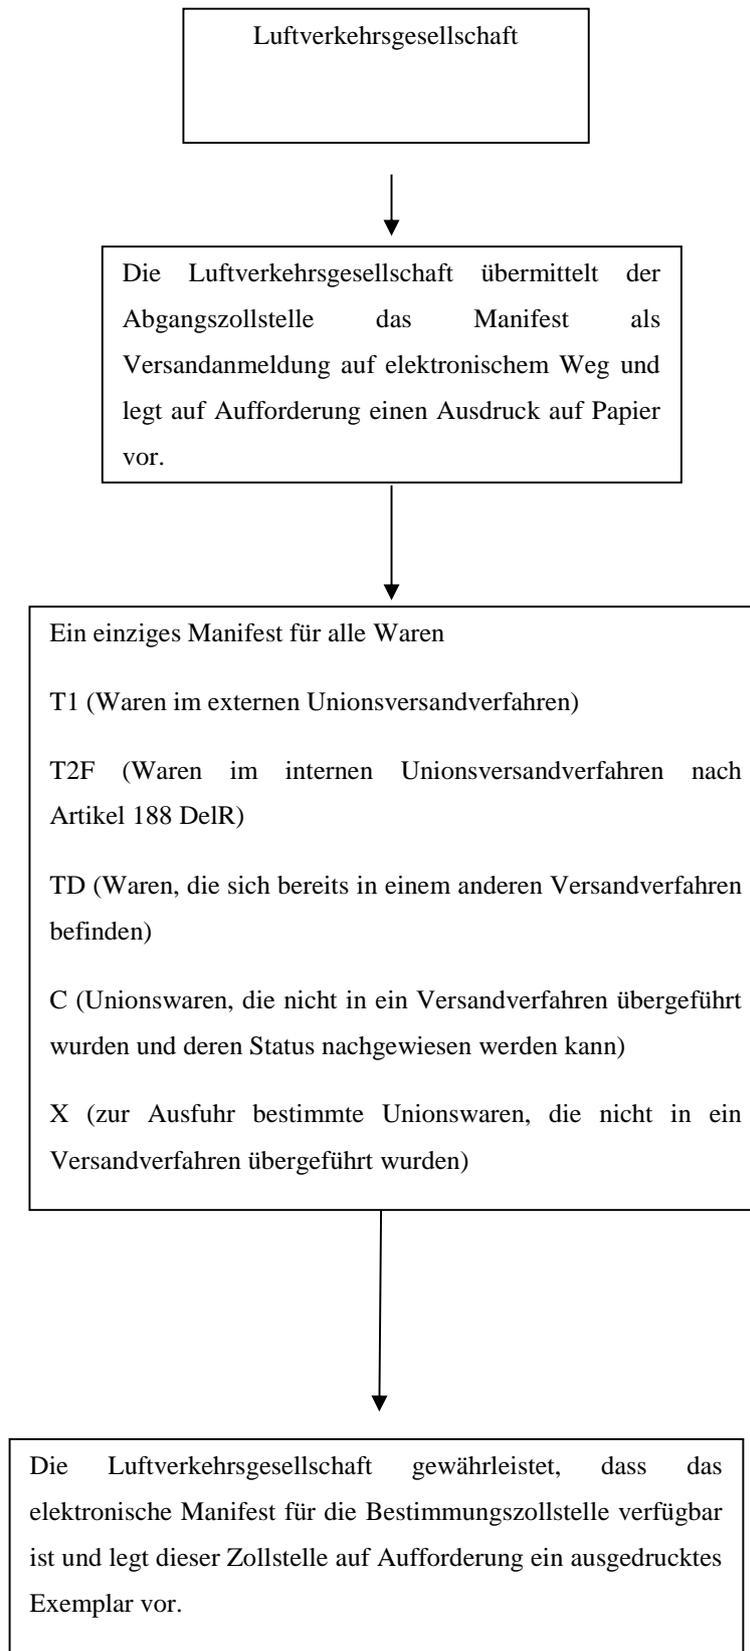 Luftverkehrsgesellschaft
Die Luftverkehrsgesellschaft übermittelt der
Abgangszollstelle das Manifest als
Versandanmeldung auf elektronischem Weg und
legt auf Aufforderung einen Ausdruck auf Papier
vor.
Ein einziges Manifest für alle Waren
T1 (Waren im externen Unionsversandverfahren)
T2F (Waren im internen Unionsversandverfahren nach
Artikel 188 DelR)
TD (Waren, die sich bereits in einem anderen Versandverfahren
befinden)
C (Unionswaren, die nicht in ein Versandverfahren übergeführt
wurden und deren Status nachgewiesen werden kann)
X (zur Ausfuhr bestimmte Unionswaren, die nicht in ein
Versandverfahren übergeführt wurden)
Die Luftverkehrsgesellschaft gewährleistet, dass das
elektronische Manifest für die Bestimmungszollstelle verfügbar
ist und legt dieser Zollstelle auf Aufforderung ein ausgedrucktes
Exemplar vor.